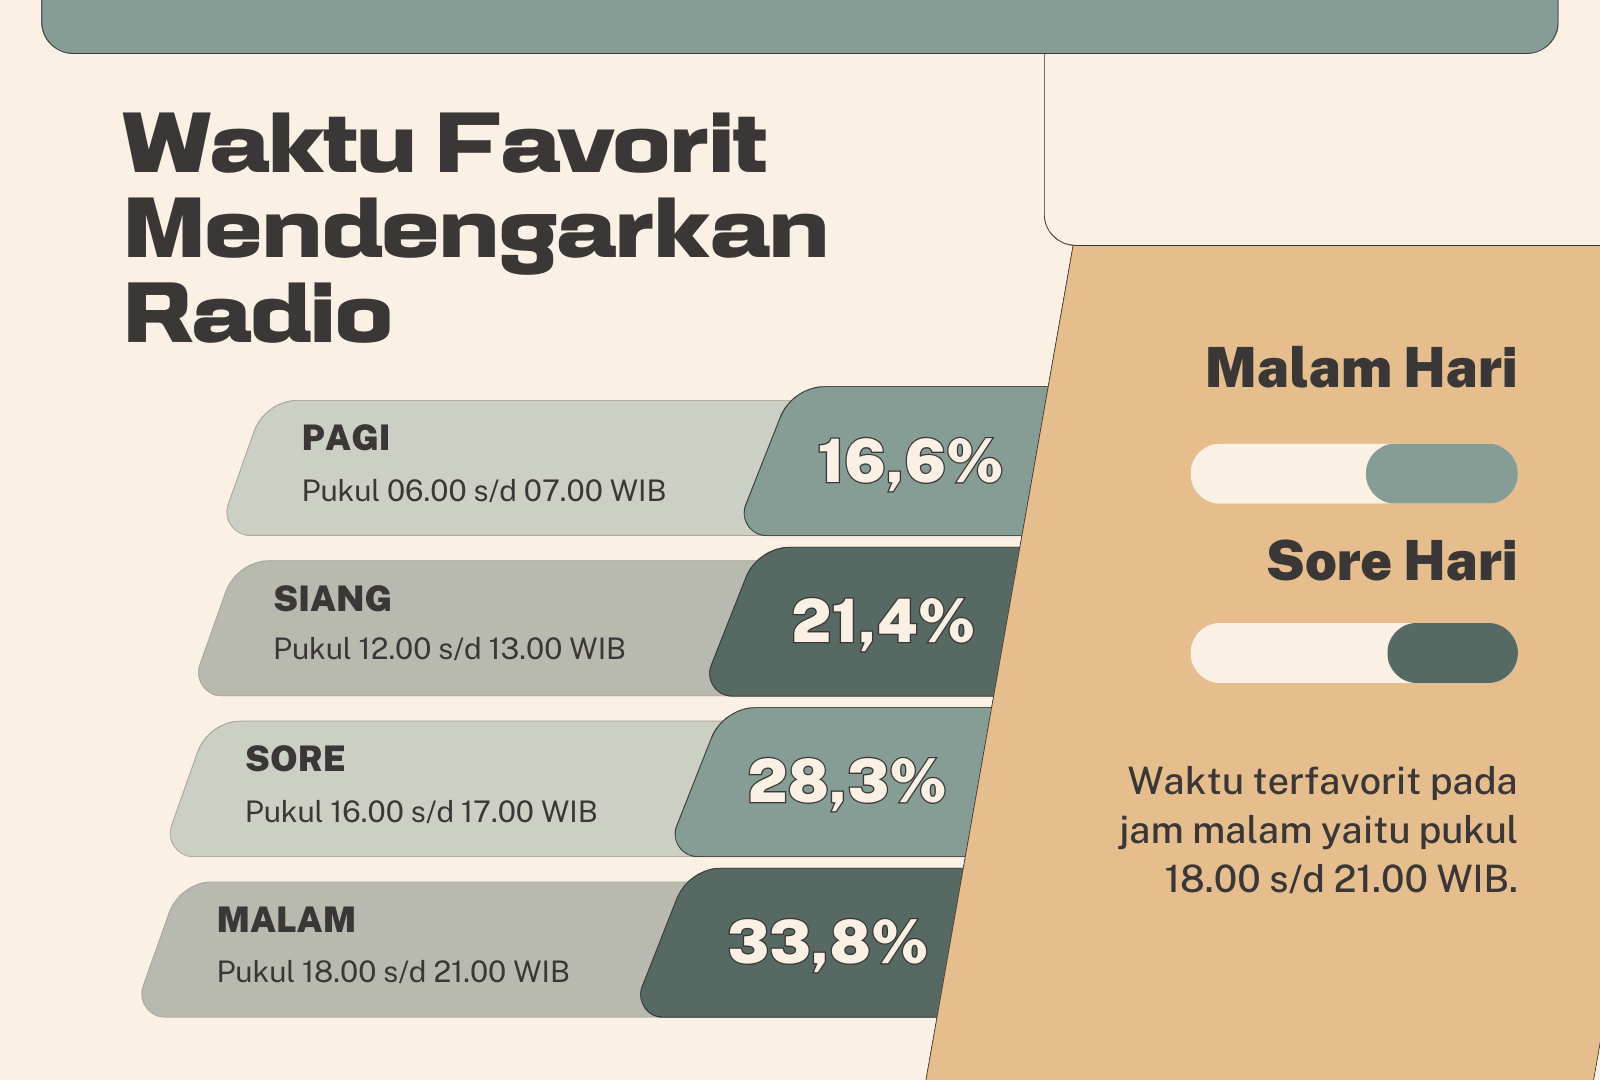 Waktu Favorit
Mendengarkan
Radio
PAGI
Pukul 06.00 s/d 07.00 WIB
16,6%
SIANG
Pukul 12.00 s/d 13.00 WIB
21,4%
SORE
Pukul 16.00 s/d 17.00 WIB
28,3%
MALAM
Pukul 18.00 s/d 21.00 WIB
33,8%
Malam Hari
Sore Hari
Waktu terfavorit pada
jam malam yaitu pukul
18.00 s/d 21.00 WIB.